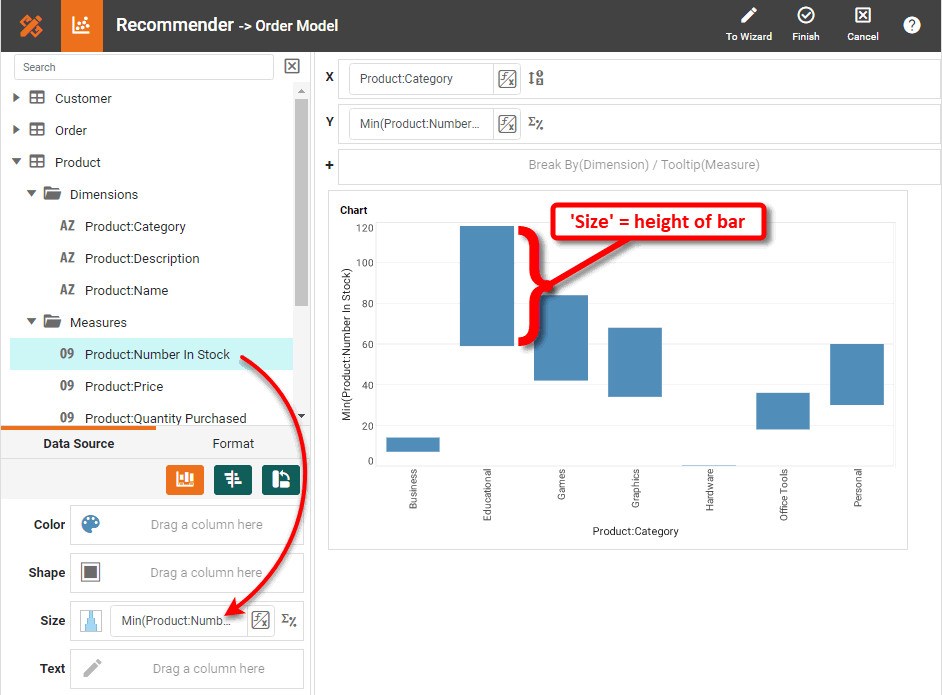 Recommender -> Order Model
To Wizard
Finish
Cancel
?
Search
Customer
Order
Product
Dimensions
AZ Product:Category
AZ Product:Description
AZ Product:Name
Measures
09 Product:Number In Stock
09 Product:Price
09 Product:Quantity Purchased
Data Source
Format
Color
Drag a column here
Shape
Drag a column here
Size
Min(Product:Numb...
Text
Drag a column here
X
Product:Category
Y
Min(Product:Number...
+
Break By(Dimension) / Tooltip(Measure)
Chart
'Size' = height of bar
120
100
80
60
40
20
0
Min(Product:Number In Stock)
Business
Educational
Games
Graphics
Hardware
Office Tools
Personal
Product:Category